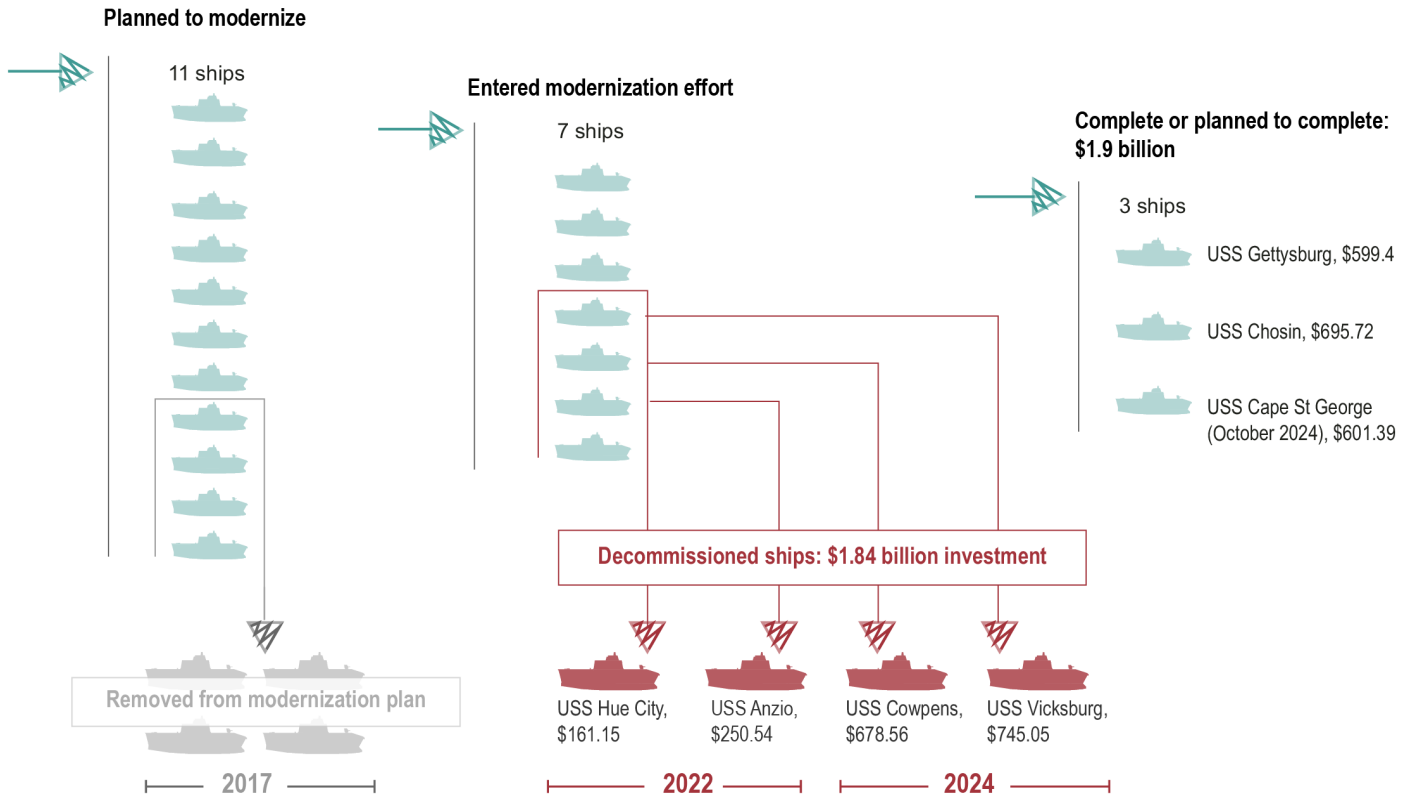 Planned to modernize
11 ships
Entered modernization effort
7 ships
Complete or planned to complete:
$1.9 billion
3 ships
USS Gettysburg, $599.4
USS Chosin, $695.72
USS Cape St George
(October 2024), $601.39
Decommissioned ships: $1.84 billion investment
Removed from modernization plan
USS Hue City,
$161.15
USS Anzio,
$250.54
USS Cowpens,
$678.56
USS Vicksburg,
$745.05
2017
2022
2024